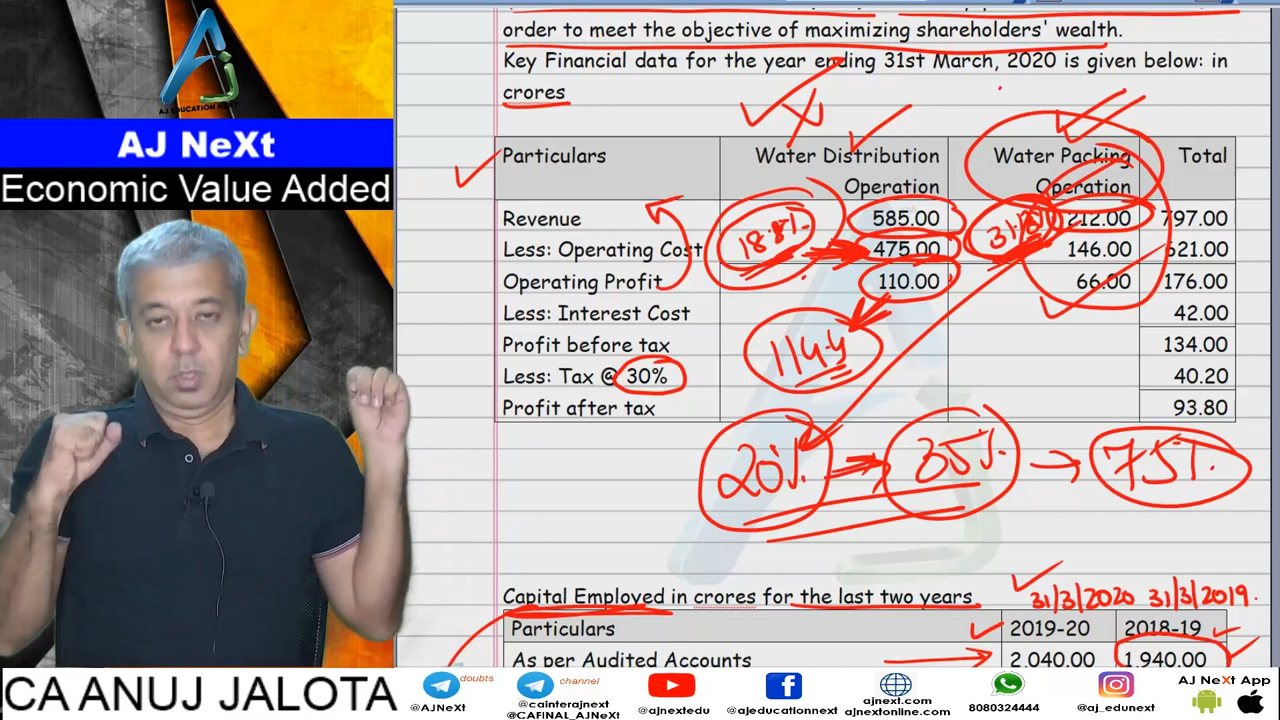 order to meet the objective of maximizing shareholders' wealth.
Key Financial data for the year ending 31st March, 2020 is given below: in
crores
AJ EDUCATION NEXT
AJ NeXt
Economic Value Added
Particulars Water Distribution Operation Water Packing Operation Total
Revenue 18.8% 585.00 31.13% 212.00 797.00
Less: Operating Cost 475.00 146.00 621.00
Operating Profit 110.00 66.00 176.00
Less: Interest Cost 42.00
Profit before tax 114.4 134.00
Less: Tax @ 30% 40.20
Profit after tax 93.80
20% 35% 75%
Capital Employed in crores for the last two years 31/3/2020 31/3/2019
Particulars 2019-20 2018-19
As per Audited Accounts 2,040.00 1,940.00
CA ANUJ JALOTA
doubts
@AJNeXt
channel
@cainterajnext
@CAFINAL_AJNeXt
@ajnextedu
@ajeducationnext
ajnext.com
ajnextonline.com
8080324444
@aj_edunext
AJ NeXt App